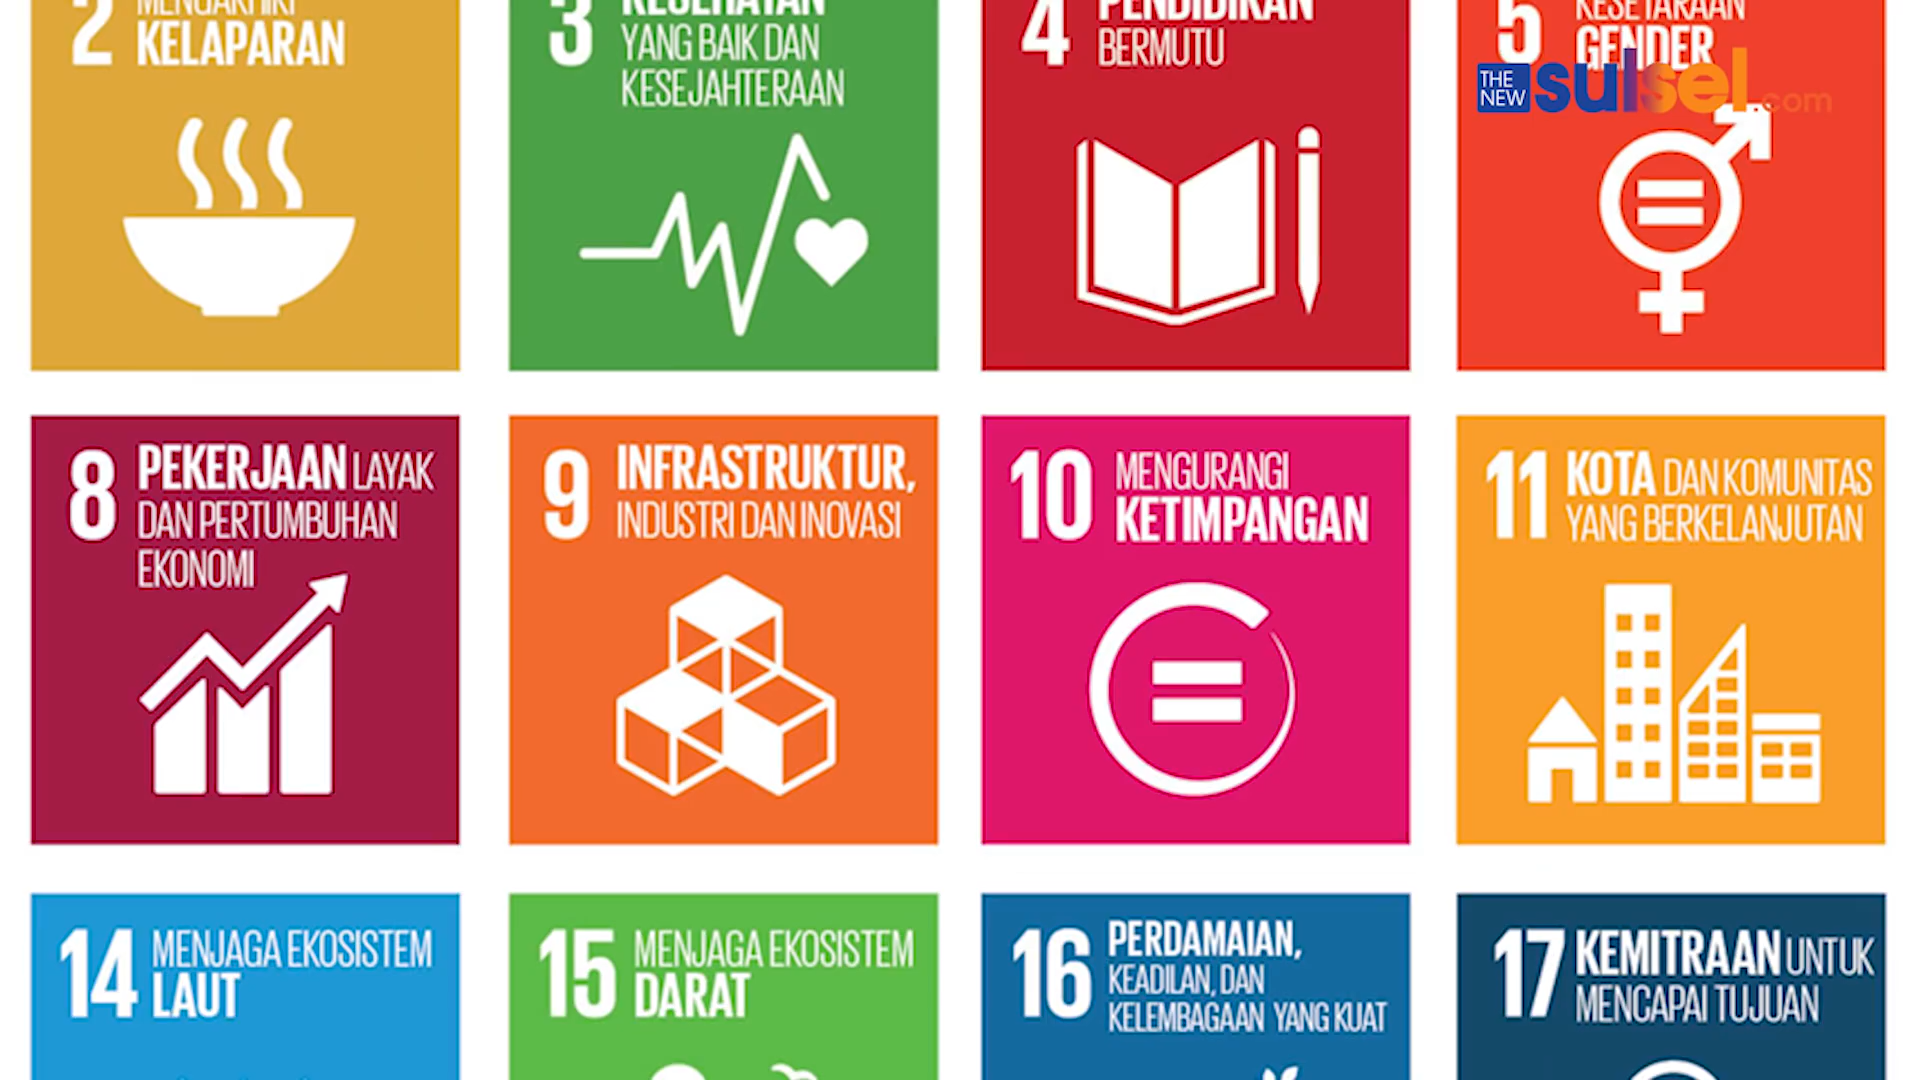 2 MENGAKHIRI
KELAPARAN
3 KESEHATAN
YANG BAIK DAN
KESEJAHTERAAN
4 PENDIDIKAN
BERMUTU
5 KESETARAAN
GENDER
THE NEW sulsel.com
8 PEKERJAAN LAYAK
DAN PERTUMBUHAN
EKONOMI
9 INFRASTRUKTUR,
INDUSTRI DAN INOVASI
10 MENGURANGI
KETIMPANGAN
11 KOTA DAN KOMUNITAS
YANG BERKELANJUTAN
14 MENJAGA EKOSISTEM
LAUT
15 MENJAGA EKOSISTEM
DARAT
16 PERDAMAIAN,
KEADILAN, DAN
KELEMBAGAAN YANG KUAT
17 KEMITRAAN UNTUK
MENCAPAI TUJUAN